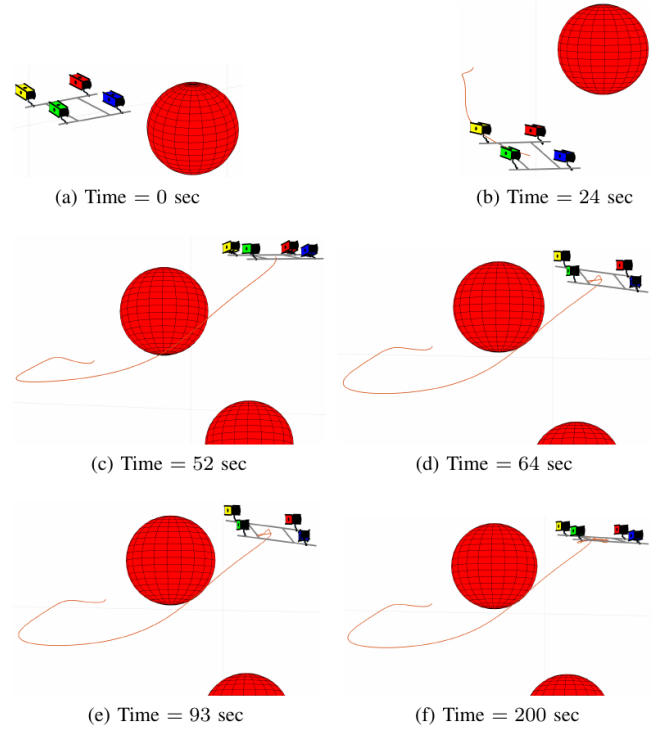 (a) Time = 0 sec
(b) Time = 24 sec
(c) Time = 52 sec
(d) Time = 64 sec
(e) Time = 93 sec
(f) Time = 200 sec